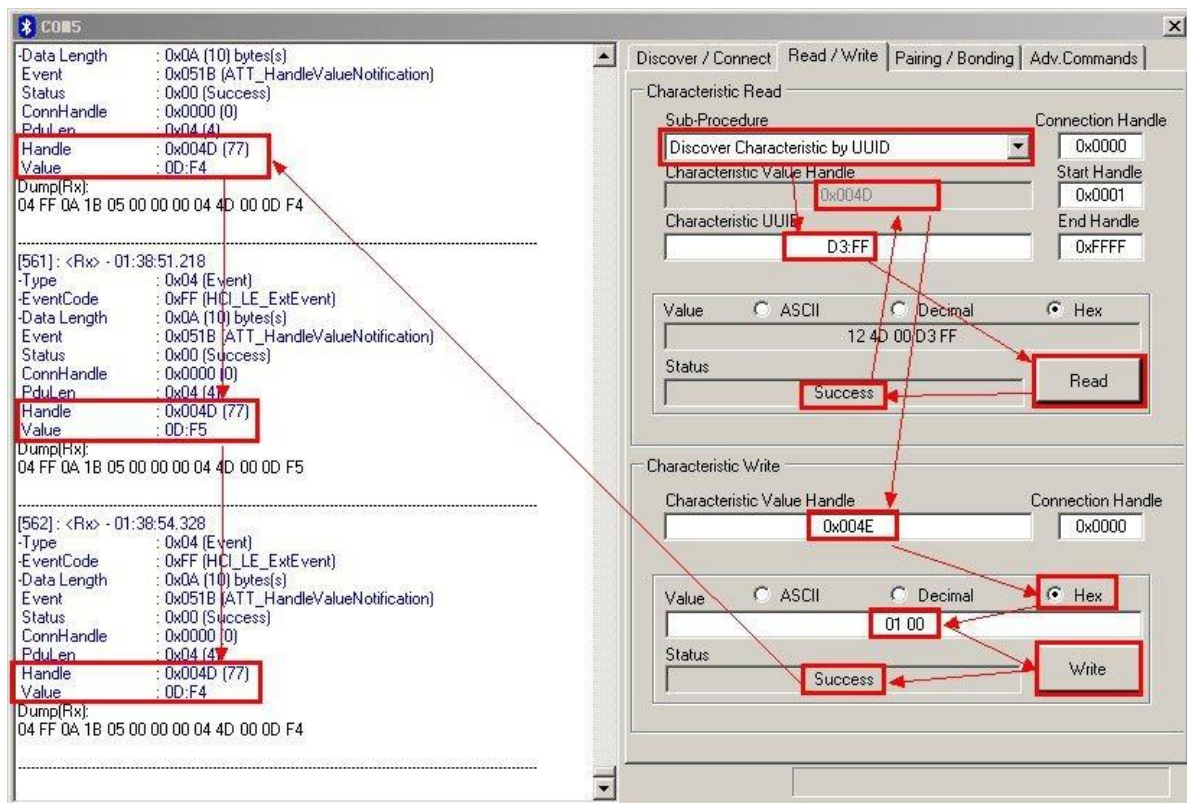 COM5
-Data Length : 0x0A (10) bytes(s)
Event : 0x051B (ATT_HandleValueNotification)
Status : 0x00 (Success)
ConnHandle : 0x0000 (0)
PduLen : 0x04 (4)
Handle : 0x004D (77)
Value : 0D:F4
Dump(Rx):
04 FF 0A 1B 05 00 00 00 04 4D 00 0D F4
[561] : <Rx> - 01:38:51.218
-Type : 0x04 (Event)
-EventCode : 0xFF (HCI_LE_ExtEvent)
-Data Length : 0x0A (10) bytes(s)
Event : 0x051B (ATT_HandleValueNotification)
Status : 0x00 (Success)
ConnHandle : 0x0000 (0)
PduLen : 0x04 (4)
Handle : 0x004D (77)
Value : 0D:F5
Dump(Rx):
04 FF 0A 1B 05 00 00 00 04 4D 00 0D F5
[562] : <Rx> - 01:38:54.328
-Type : 0x04 (Event)
-EventCode : 0xFF (HCI_LE_ExtEvent)
-Data Length : 0x0A (10) bytes(s)
Event : 0x051B (ATT_HandleValueNotification)
Status : 0x00 (Success)
ConnHandle : 0x0000 (0)
PduLen : 0x04 (4)
Handle : 0x004D (77)
Value : 0D:F4
Dump(Rx):
04 FF 0A 1B 05 00 00 00 04 4D 00 0D F4
Discover / Connect Read / Write Pairing / Bonding Adv.Commands
Characteristic Read
Sub-Procedure Connection Handle
Discover Characteristic by UUID 0x0000
Characteristic Value Handle Start Handle
0x004D 0x0001
Characteristic UUID End Handle
D3:FF 0xFFFF
Value ASCII Decimal Hex
12 4D 00 D3 FF
Status
Success Read
Characteristic Write
Characteristic Value Handle Connection Handle
0x004E 0x0000
Value ASCII Decimal Hex
01 00
Status
Success Write